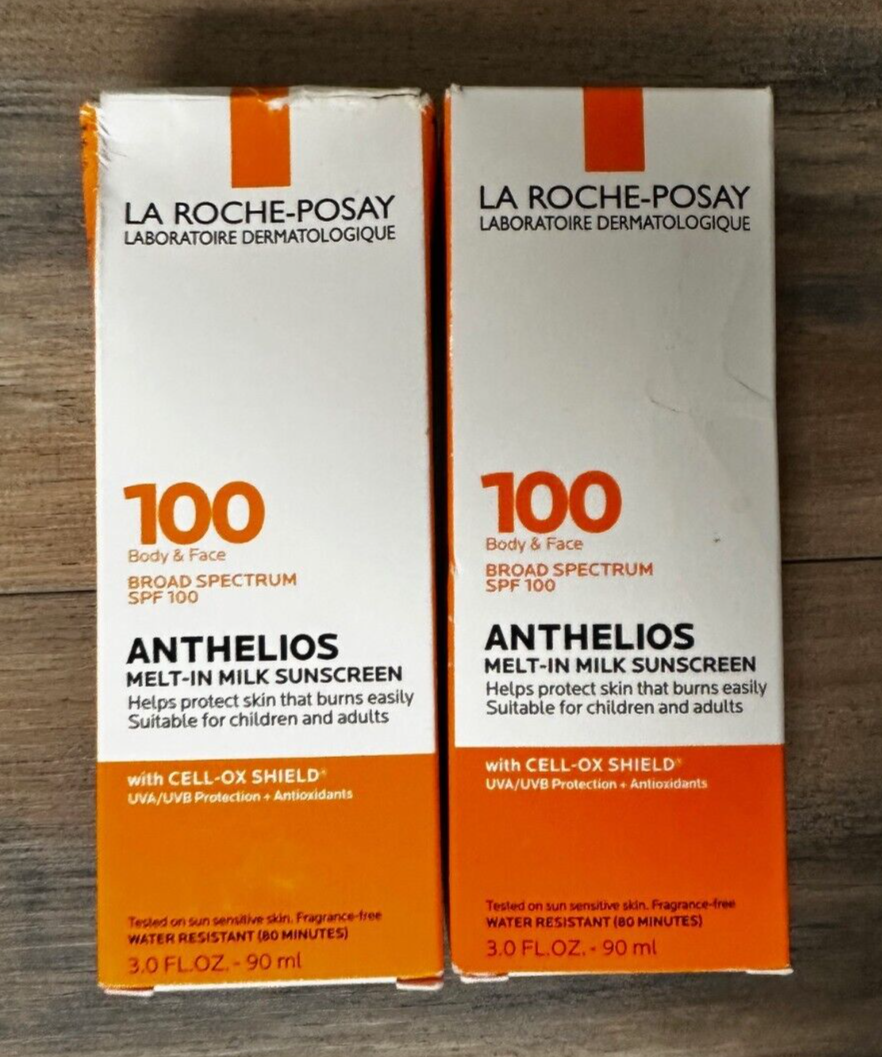 LA ROCHE-POSAY
LABORATOIRE DERMATOLOGIQUE
100
Body & Face
BROAD SPECTRUM
SPF 100
ANTHELIOS
MELT-IN MILK SUNSCREEN
Helps protect skin that burns easily
Suitable for children and adults
with CELL-OX SHIELD®
UVA/UVB Protection + Antioxidants
Tested on sun sensitive skin. Fragrance-free
WATER RESISTANT (80 MINUTES)
3.0 FL.OZ. - 90 ml
LA ROCHE-POSAY
LABORATOIRE DERMATOLOGIQUE
100
Body & Face
BROAD SPECTRUM
SPF 100
ANTHELIOS
MELT-IN MILK SUNSCREEN
Helps protect skin that burns easily
Suitable for children and adults
with CELL-OX SHIELD®
UVA/UVB Protection + Antioxidants
Tested on sun sensitive skin. Fragrance-free
WATER RESISTANT (80 MINUTES)
3.0 FL.OZ. - 90 ml